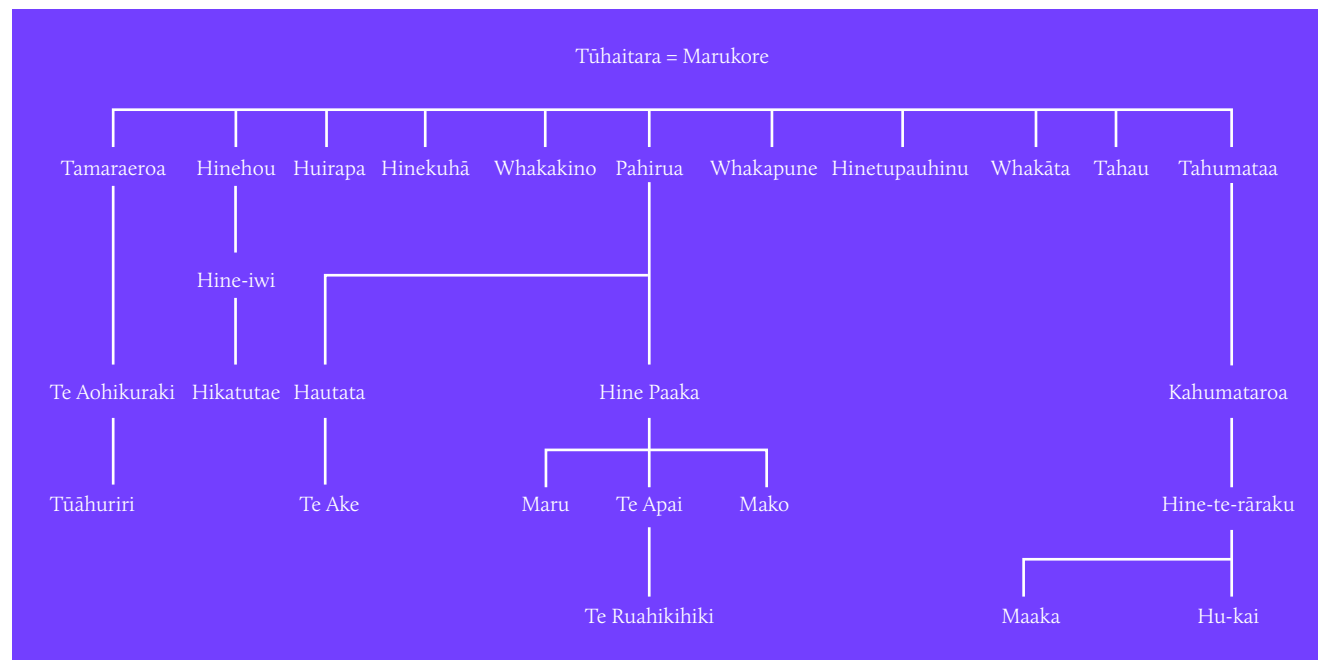 Tūhaitara = Marukore
Tamaraeroa Hinehou Huirapa Hinekuhā Whakakino Pahirua Whakapune Hinetupauhinu Whakāta Tahau Tahumataa
Hine-iwi
Te Aohikuraki Hikatutae Hautata Hine Paaka Kahumataroa
Tūāhuriri Te Ake Maru Te Apai Mako Hine-te-rāraku
Te Ruahikihiki Maaka Hu-kai